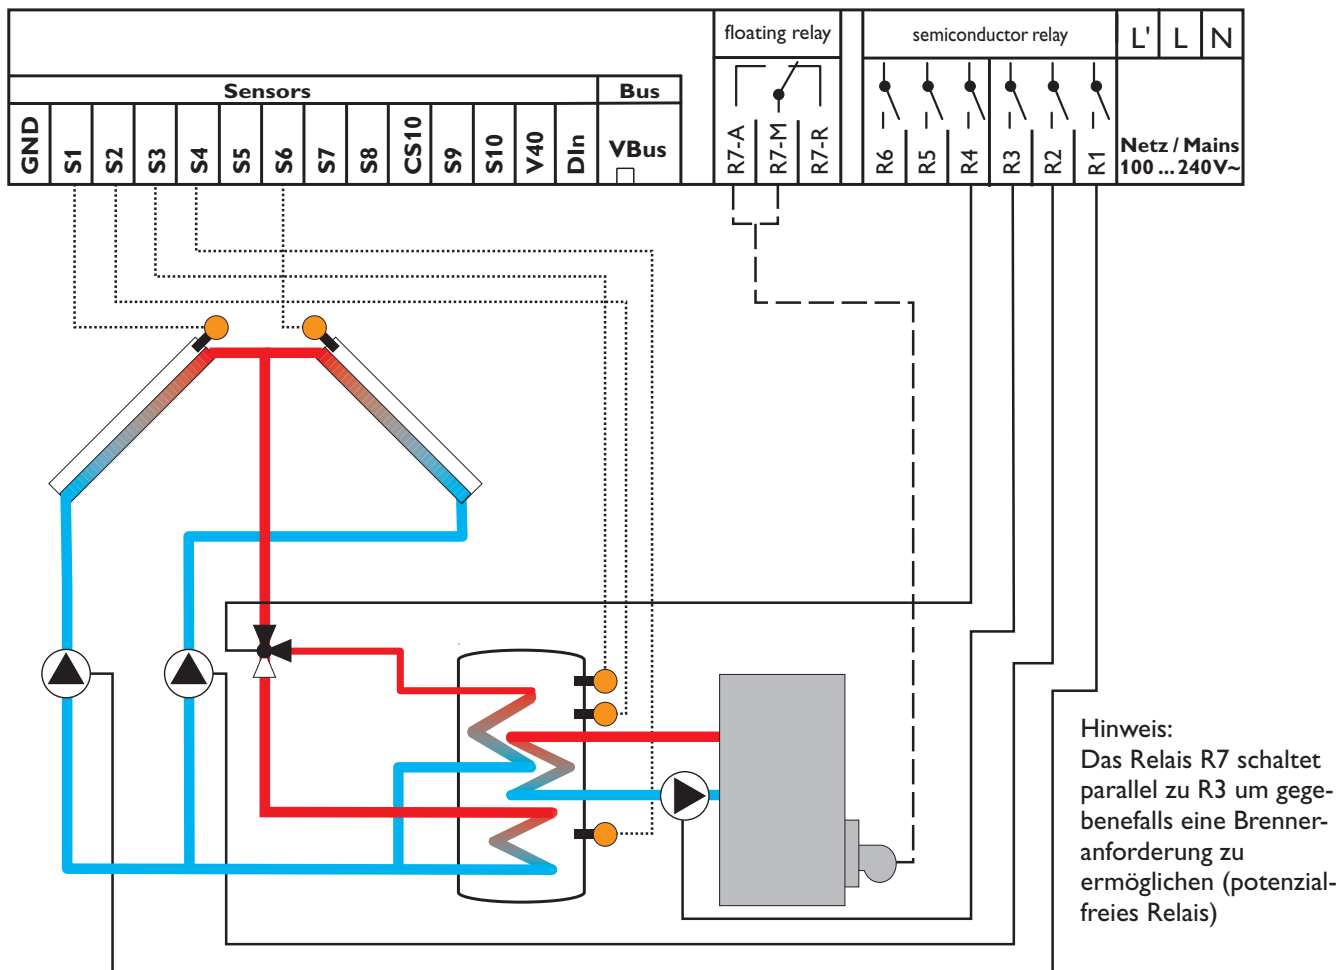 floating relay
semiconductor relay
L'
L
N
Sensors
Bus
GND
S1
S2
S3
S4
S5
S6
S7
S8
CS10
S9
S10
V40
DIn
VBus
R7-A
R7-M
R7-R
R6
R5
R4
R3
R2
R1
Netz / Mains
100 ... 240 V~
Hinweis:
Das Relais R7 schaltet
parallel zu R3 um gege-
benefalls eine Brenner-
anforderung zu
ermöglichen (potenzial-
freies Relais)